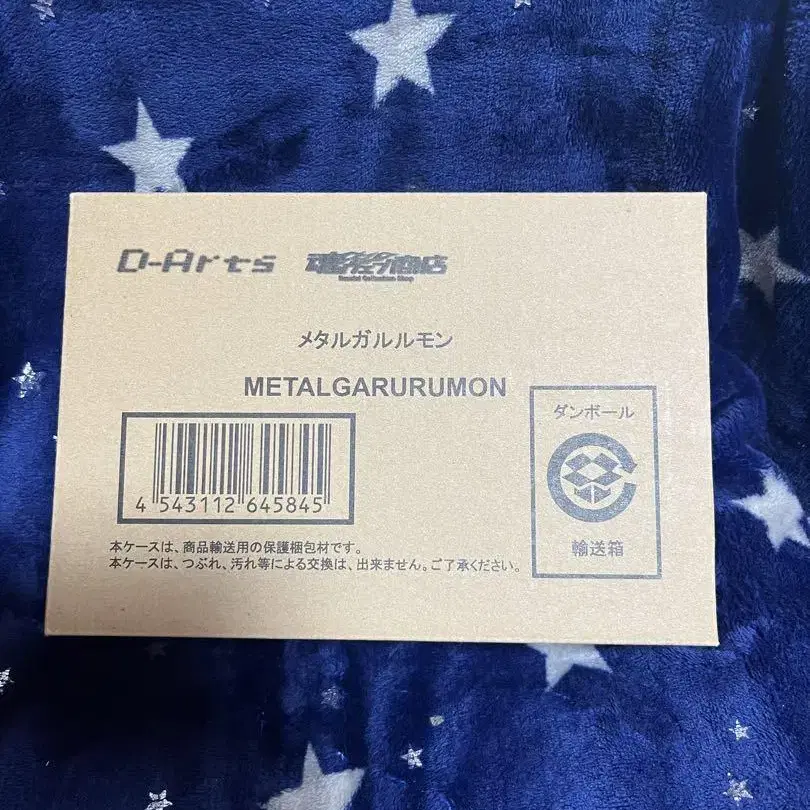 D-Arts 魂ウェブ商店
Tamashii Collection Shop
メタルガルルモン
METALGARURUMON
4 543112 645845
ダンボール
輸送箱
本ケースは、商品輸送用の保護梱包材です。
本ケースは、つぶれ、汚れ等による交換は、出来ません。ご了承ください。